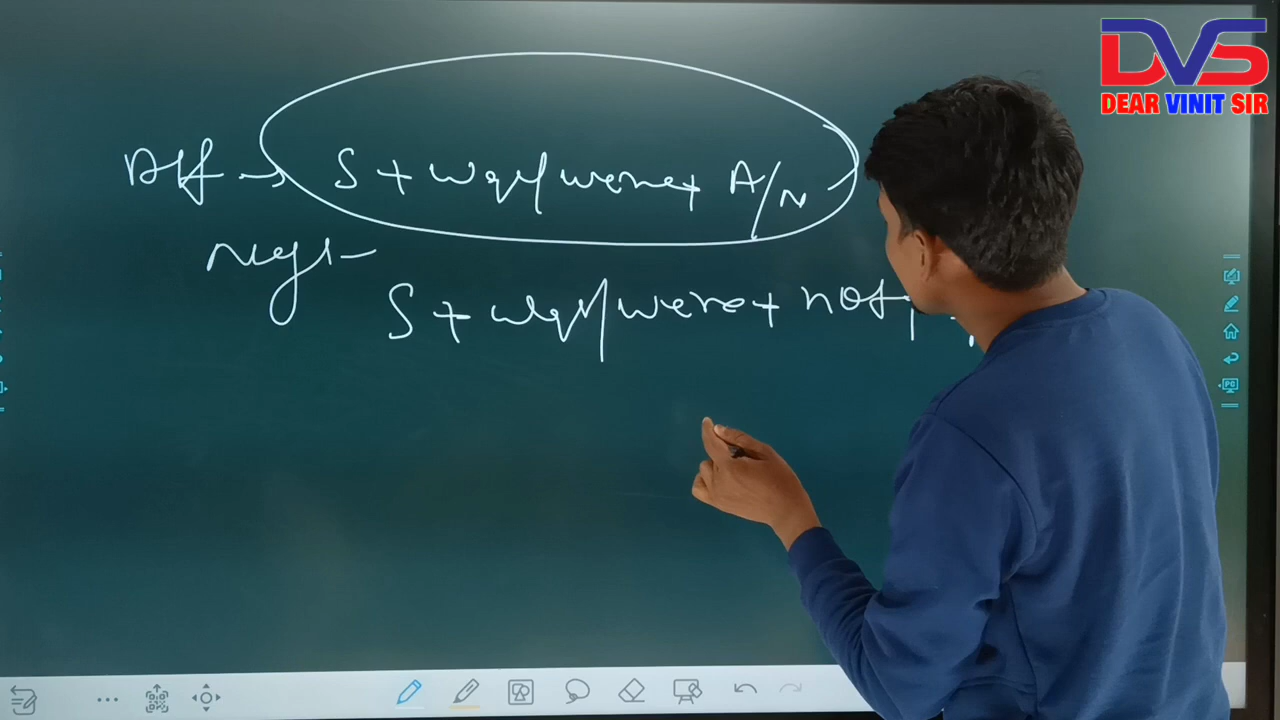 DVS
DEAR VINIT SIR
Aff → S + was/were + A/N
Neg:-
S + was/were + not +